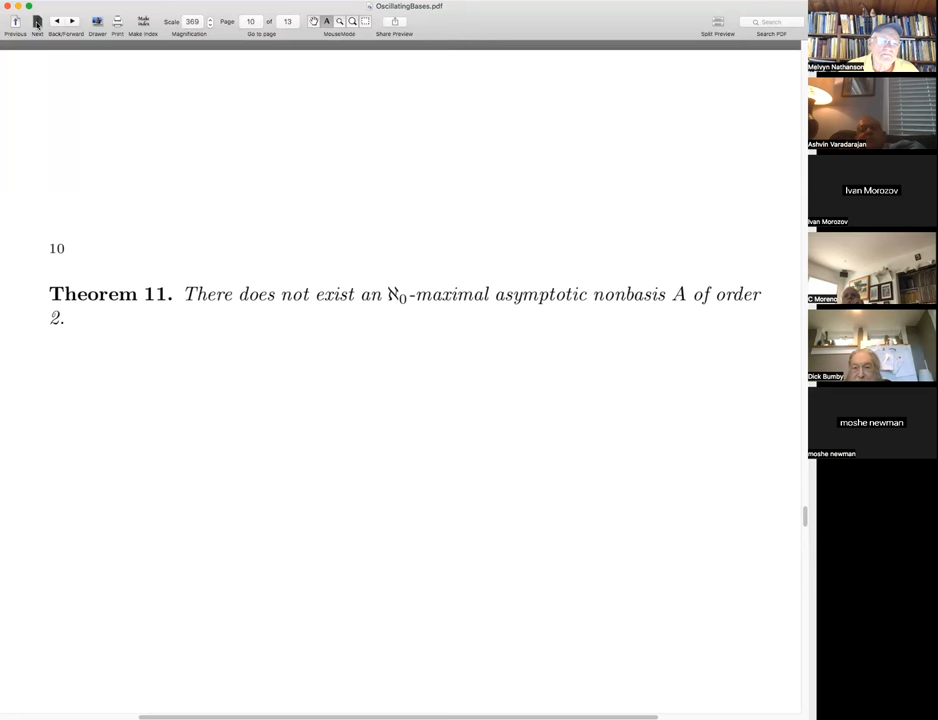 OscillatingBases.pdf
Scale 369 Page 10 of 13 Search
Previous Next Back/Forward Drawer Print Make Index Magnification Go to page MouseMode Share Preview Split Preview Search PDF
10
Theorem 11. There does not exist an ℵ₀-maximal asymptotic nonbasis A of order
2.
Melvyn Nathanson
Ashvin Varadarajan
Ivan Morozov
Ivan Morozov
C Moreno
Dick Bumby
moshe newman
moshe newman